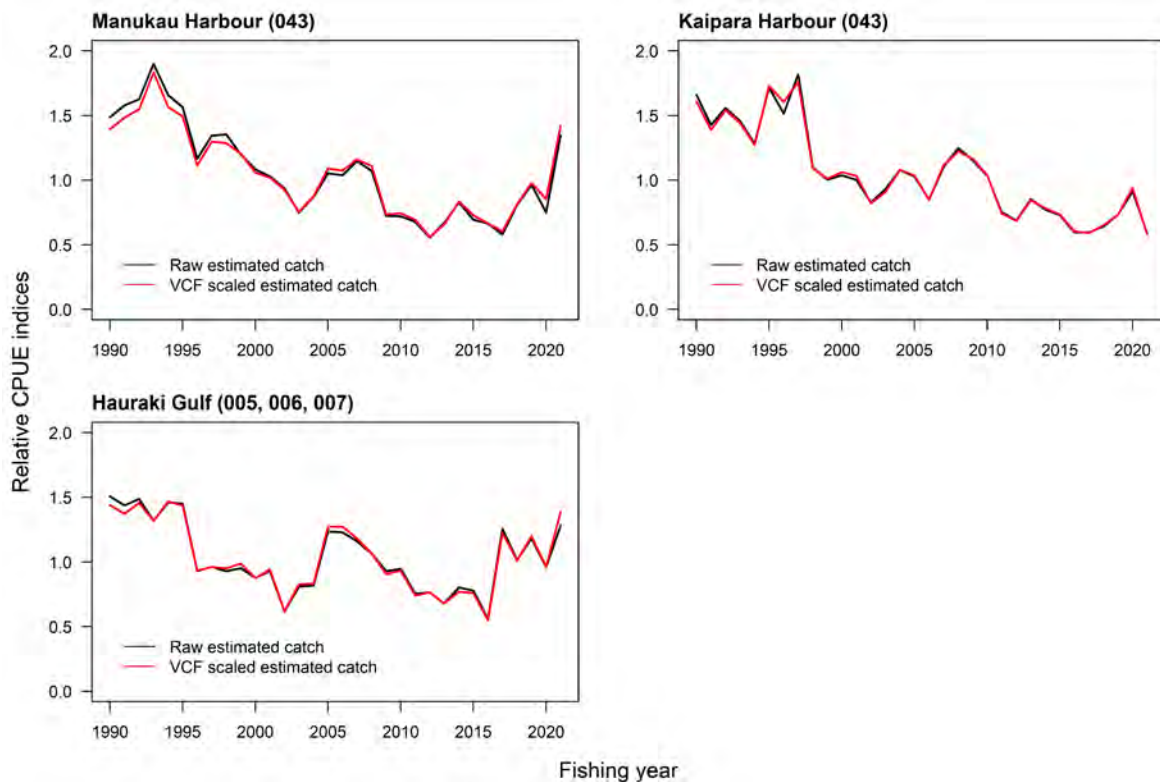 Manukau Harbour (043)
2.0
1.5
1.0
0.5
0.0
Raw estimated catch
VCF scaled estimated catch
1990 1995 2000 2005 2010 2015 2020
Kaipara Harbour (043)
2.0
1.5
1.0
0.5
0.0
Raw estimated catch
VCF scaled estimated catch
1990 1995 2000 2005 2010 2015 2020
Hauraki Gulf (005, 006, 007)
2.0
1.5
1.0
0.5
0.0
Raw estimated catch
VCF scaled estimated catch
1990 1995 2000 2005 2010 2015 2020
Relative CPUE indices
Fishing year